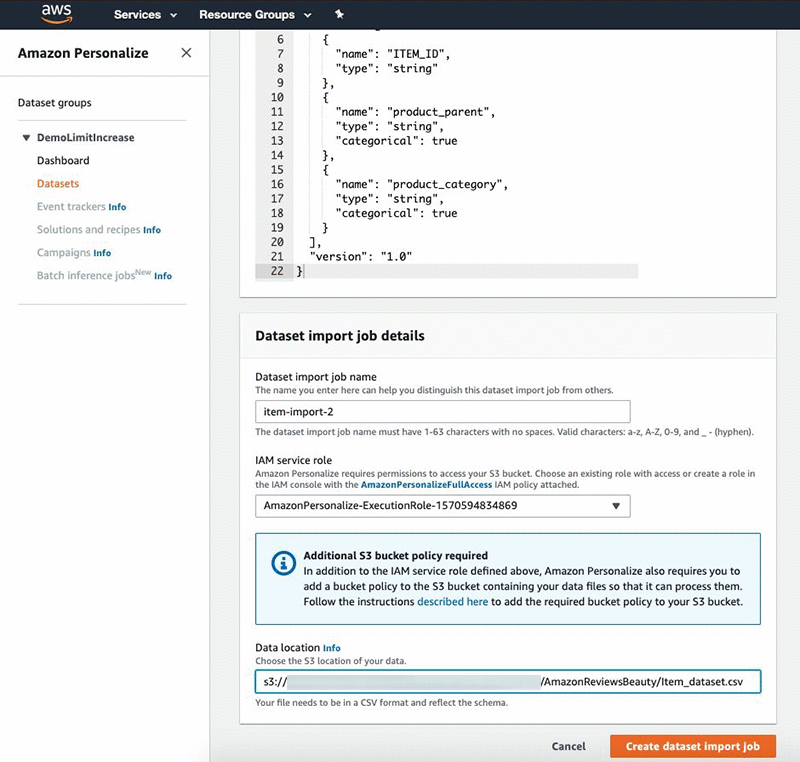 aws Services Resource Groups
Amazon Personalize ×
Dataset groups
DemoLimitIncrease
Dashboard
Datasets
Event trackers Info
Solutions and recipes Info
Campaigns Info
Batch inference jobs New Info
6 {
7 "name": "ITEM_ID",
8 "type": "string"
9 },
10 {
11 "name": "product_parent",
12 "type": "string",
13 "categorical": true
14 },
15 {
16 "name": "product_category",
17 "type": "string",
18 "categorical": true
19 }
20 ],
21 "version": "1.0"
22 }
Dataset import job details
Dataset import job name
The name you enter here can help you distinguish this dataset import job from others.
item-import-2
The dataset import job name must have 1-63 characters with no spaces. Valid characters: a-z, A-Z, 0-9, and _ - (hyphen).
IAM service role
Amazon Personalize requires permissions to access your S3 bucket. Choose an existing role with access or create a role in
the IAM console with the AmazonPersonalizeFullAccess IAM policy attached.
AmazonPersonalize-ExecutionRole-1570594834869
Additional S3 bucket policy required
In addition to the IAM service role defined above, Amazon Personalize also requires you to
add a bucket policy to the S3 bucket containing your data files so that it can process them.
Follow the instructions described here to add the required bucket policy to your S3 bucket.
Data location Info
Choose the S3 location of your data.
s3:// /AmazonReviewsBeauty/Item_dataset.csv
Your file needs to be in a CSV format and reflect the schema.
Cancel Create dataset import job